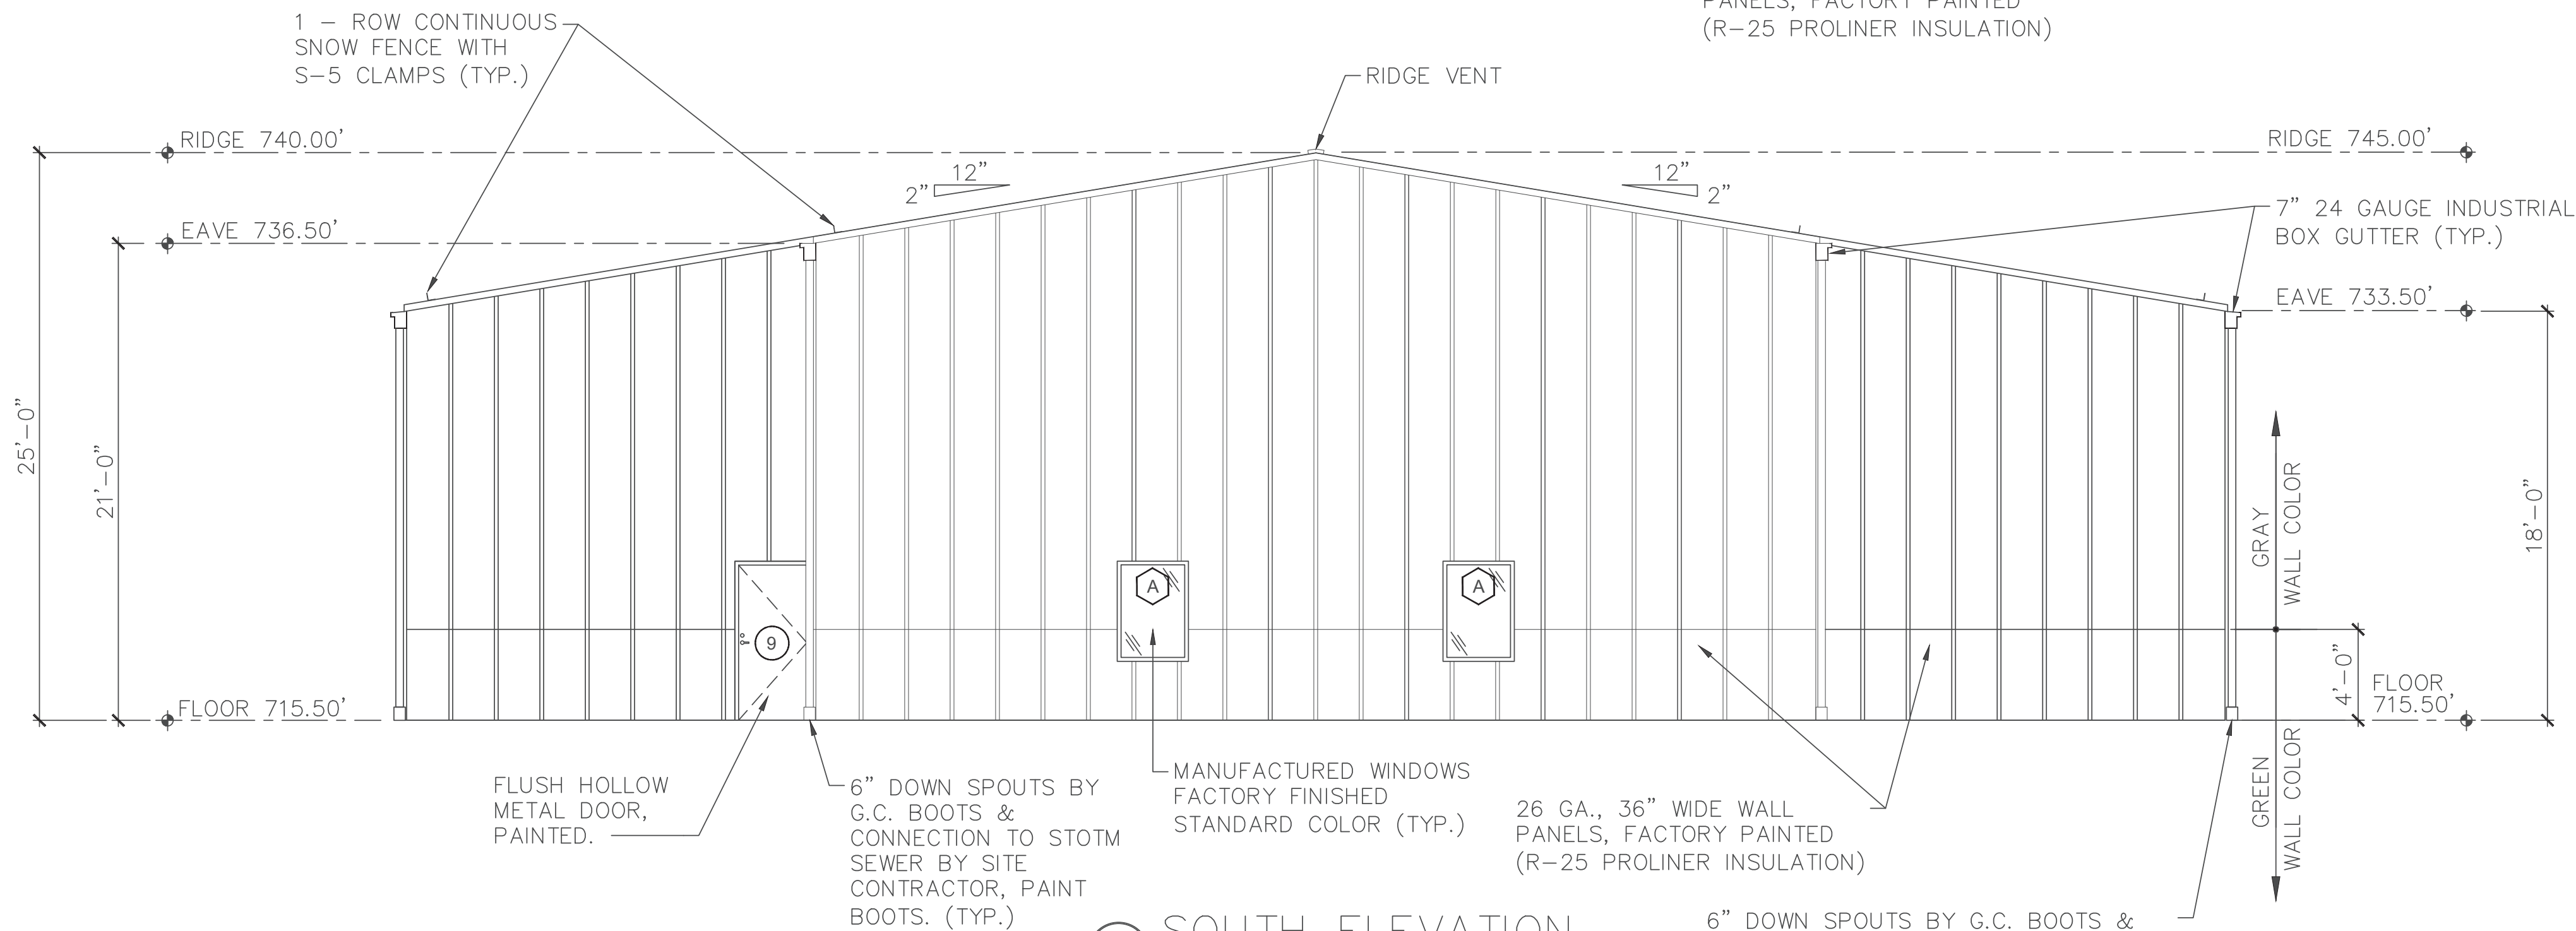 1 - ROW CONTINUOUS
SNOW FENCE WITH
S-5 CLAMPS (TYP.)
PANELS, FACTORY PAINTED
(R-25 PROLINER INSULATION)
RIDGE VENT
RIDGE 740.00'
RIDGE 745.00'
12"
2"
12"
2"
EAVE 736.50'
7" 24 GAUGE INDUSTRIAL
BOX GUTTER (TYP.)
EAVE 733.50'
25'-0"
21'-0"
GRAY
WALL COLOR
18'-0"
A
A
9
4'-0"
FLOOR 715.50'
FLOOR
715.50'
GREEN
WALL COLOR
FLUSH HOLLOW
METAL DOOR,
PAINTED.
6" DOWN SPOUTS BY
G.C. BOOTS &
CONNECTION TO STOTM
SEWER BY SITE
CONTRACTOR, PAINT
BOOTS. (TYP.)
MANUFACTURED WINDOWS
FACTORY FINISHED
STANDARD COLOR (TYP.)
26 GA., 36" WIDE WALL
PANELS, FACTORY PAINTED
(R-25 PROLINER INSULATION)
6" DOWN SPOUTS BY G.C. BOOTS &
SOUTH ELEVATION